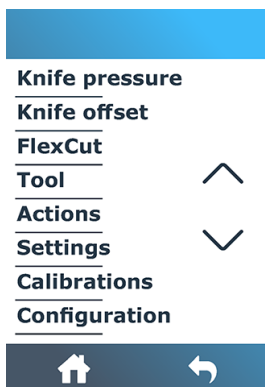 Knife pressure
Knife offset
FlexCut
Tool
Actions
Settings
Calibrations
Configuration